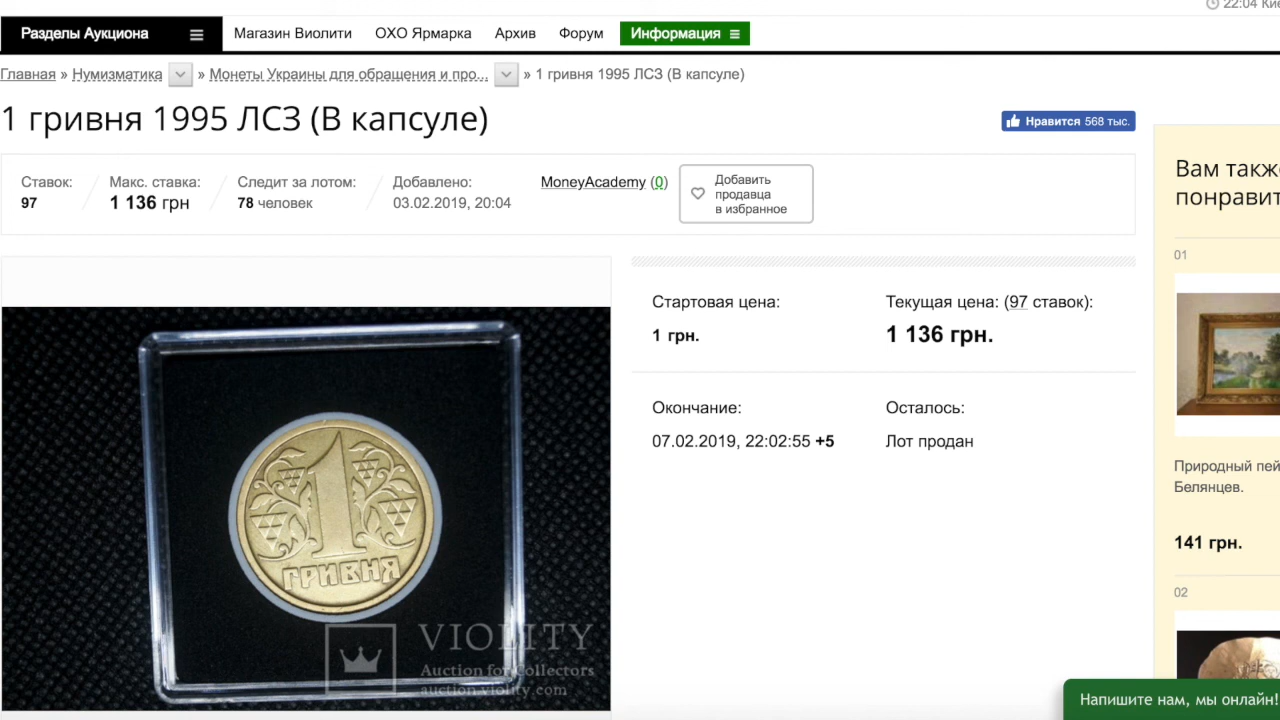 22:04
Разделы Аукциона
Магазин Виолити
ОХО Ярмарка
Архив
Форум
Информация
Главная » Нумизматика » Монеты Украины для обращения и про... » 1 гривня 1995 ЛСЗ (В капсуле)
1 гривня 1995 ЛСЗ (В капсуле)
Нравится 568 тыс.
Ставок:
97
Макс. ставка:
1 136 грн
Следит за лотом:
78 человек
Добавлено:
03.02.2019, 20:04
MoneyAcademy (0)
Добавить
продавца
в избранное
1
ГРИВНЯ
VIOLITY
Auction for Collectors
auction.violity.com
Стартовая цена:
1 грн.
Текущая цена: (97 ставок):
1 136 грн.
Окончание:
07.02.2019, 22:02:55 +5
Осталось:
Лот продан
Вам такж
понравит
01
Природный пей
Белянцев.
141 грн.
02
Напишите нам, мы онлайн!